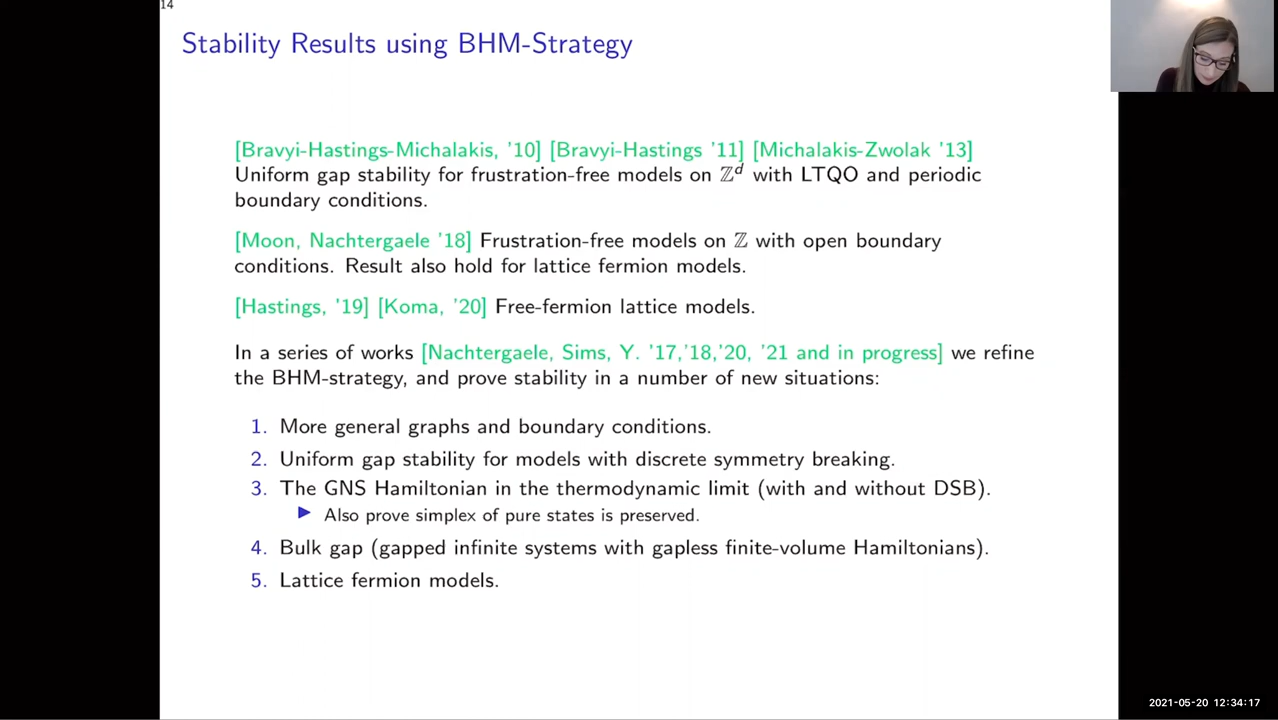 14
Stability Results using BHM-Strategy
[Bravyi-Hastings-Michalakis, '10] [Bravyi-Hastings '11] [Michalakis-Zwolak '13]
Uniform gap stability for frustration-free models on ℤᵈ with LTQO and periodic
boundary conditions.
[Moon, Nachtergaele '18] Frustration-free models on ℤ with open boundary
conditions. Result also hold for lattice fermion models.
[Hastings, '19] [Koma, '20] Free-fermion lattice models.
In a series of works [Nachtergaele, Sims, Y. '17,'18,'20, '21 and in progress] we refine
the BHM-strategy, and prove stability in a number of new situations:
1. More general graphs and boundary conditions.
2. Uniform gap stability for models with discrete symmetry breaking.
3. The GNS Hamiltonian in the thermodynamic limit (with and without DSB).
▶ Also prove simplex of pure states is preserved.
4. Bulk gap (gapped infinite systems with gapless finite-volume Hamiltonians).
5. Lattice fermion models.
2021-05-20 12:34:17